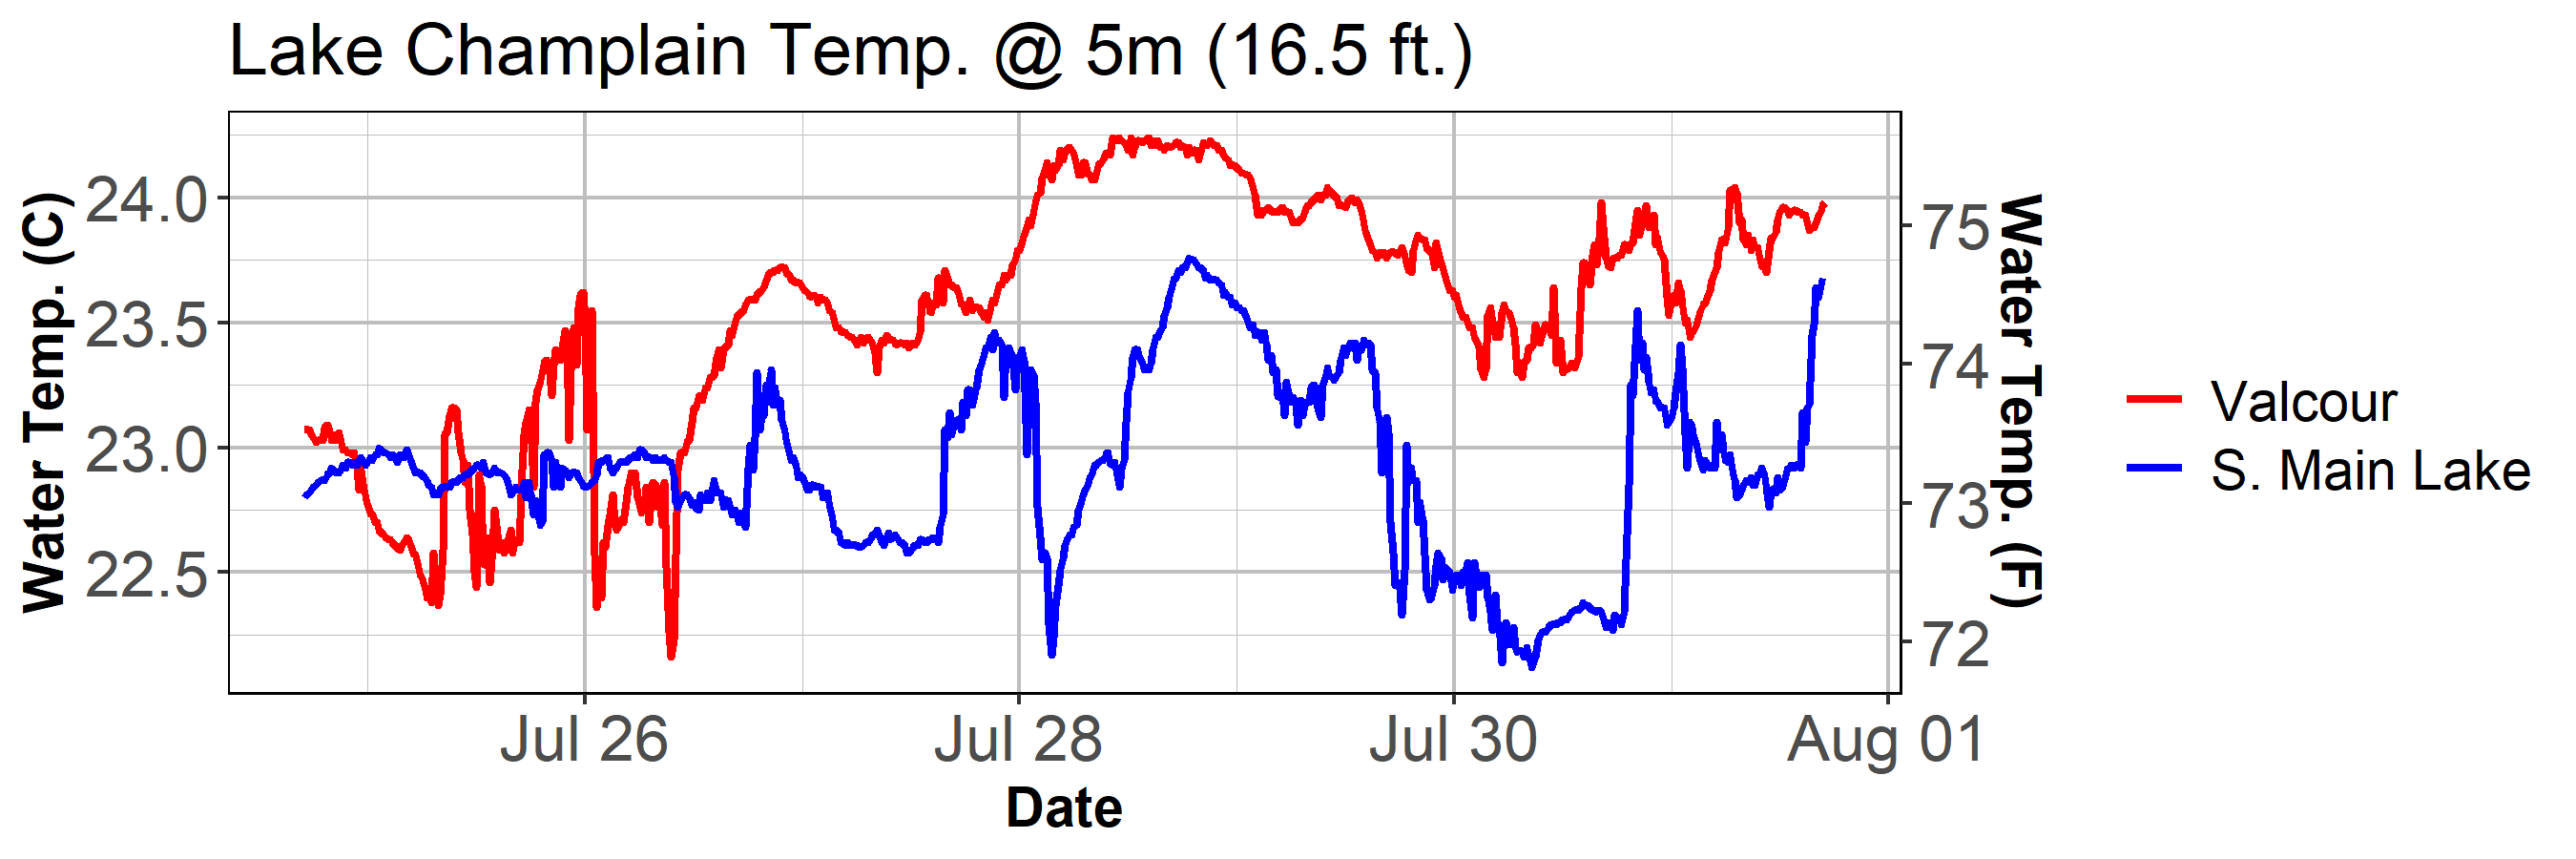 Lake Champlain Temp. @ 5m (16.5 ft.)
Water Temp. (C)
24.0
23.5
23.0
22.5
75
74
73
72
Water Temp. (F)
Jul 26 Jul 28 Jul 30 Aug 01
Date
Valcour
S. Main Lake